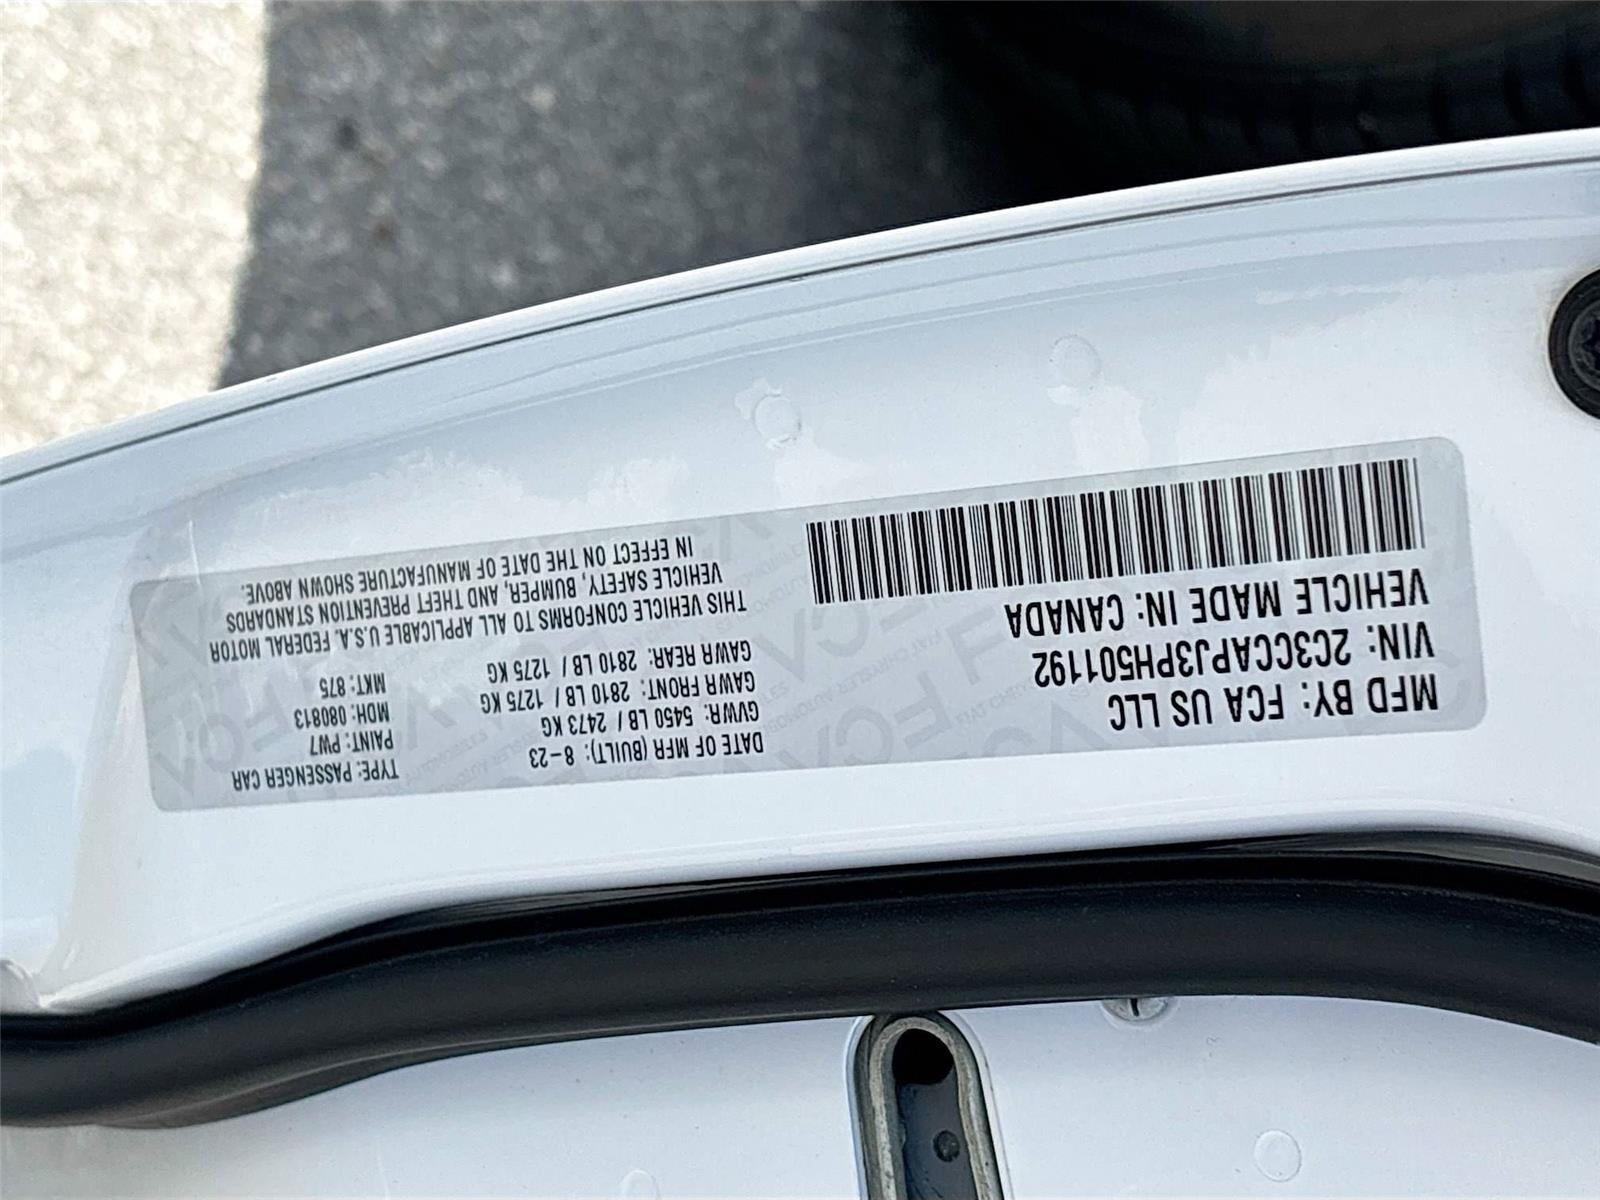 MFD BY: FCA US LLC
VIN: 2C3CCAPJ3PH501192
VEHICLE MADE IN: CANADA
DATE OF MFR (BUILT): 8-23
GVWR: 5450 LB / 2473 KG
GAWR FRONT: 2810 LB / 1275 KG
GAWR REAR: 2810 LB / 1275 KG
TYPE: PASSENGER CAR
PAINT: PW7
MDH: 080813
MKT: 875
THIS VEHICLE CONFORMS TO ALL APPLICABLE U.S.A. FEDERAL MOTOR
VEHICLE SAFETY, BUMPER, AND THEFT PREVENTION STANDARDS
IN EFFECT ON THE DATE OF MANUFACTURE SHOWN ABOVE.